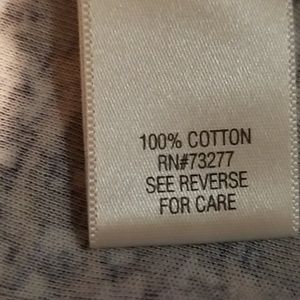 100% COTTON
RN#73277
SEE REVERSE
FOR CARE